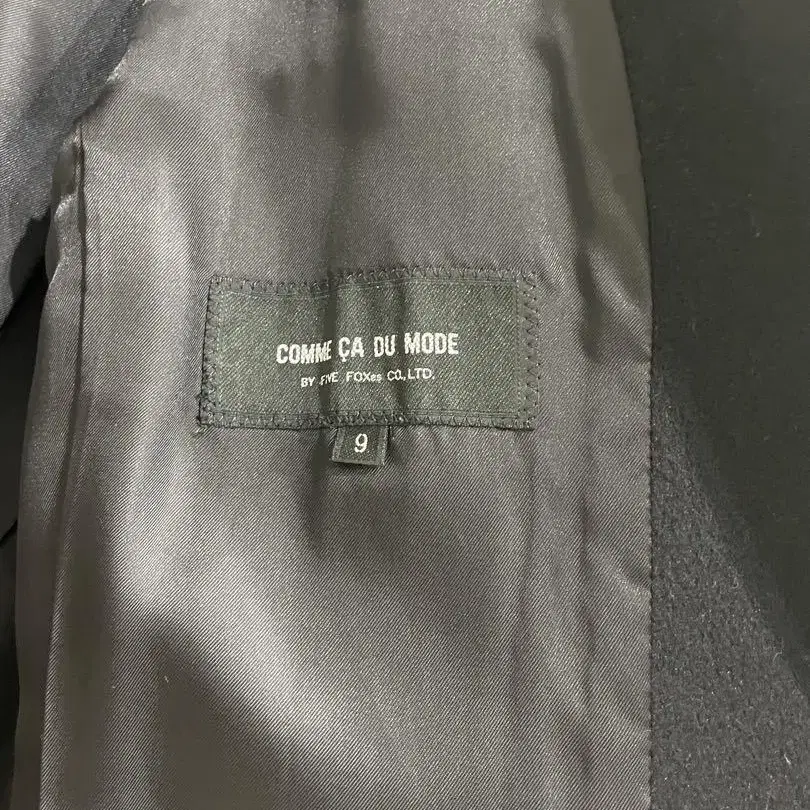 COMME ÇA DU MODE
BY FIVE FOXes CO., LTD.
9